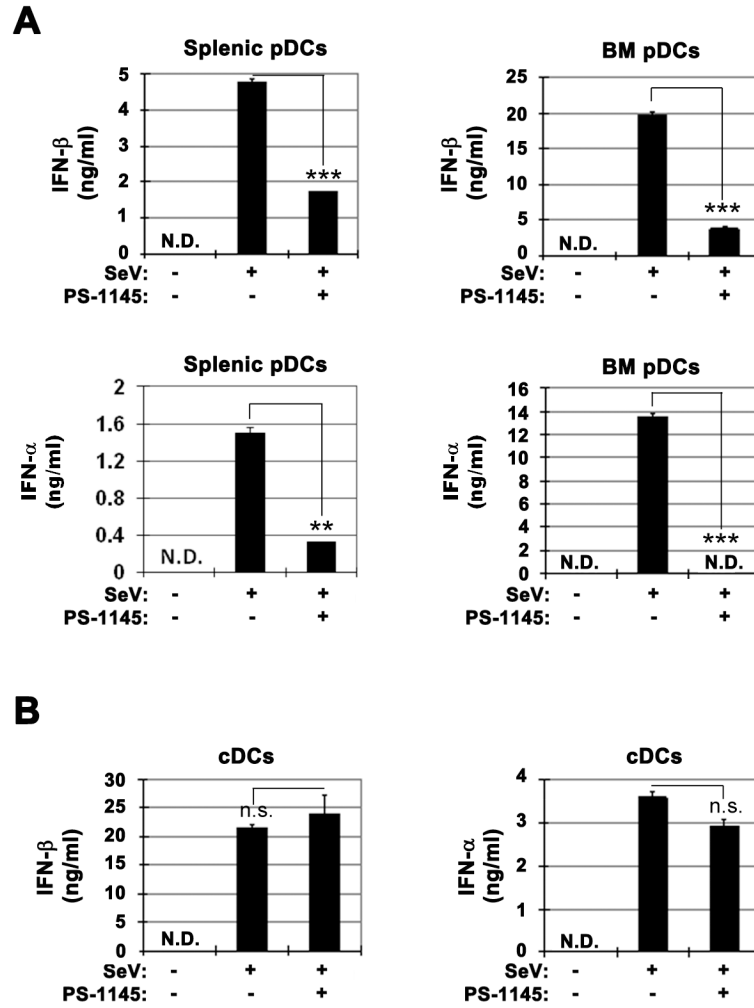 A
Splenic pDCs
IFN-β
(ng/ml)
5
4
3
2
1
0
N.D.
***
SeV: - + +
PS-1145: - - +
BM pDCs
IFN-β
(ng/ml)
25
20
15
10
5
0
N.D.
***
SeV: - + +
PS-1145: - - +
Splenic pDCs
IFN-α
(ng/ml)
2
1.6
1.2
0.8
0.4
0
N.D.
**
SeV: - + +
PS-1145: - - +
BM pDCs
IFN-α
(ng/ml)
16
14
12
10
8
6
4
2
0
N.D.
***
N.D.
SeV: - + +
PS-1145: - - +
B
cDCs
IFN-β
(ng/ml)
30
25
20
15
10
5
0
N.D.
n.s.
SeV: - + +
PS-1145: - - +
cDCs
IFN-α
(ng/ml)
4
3
2
1
0
N.D.
n.s.
SeV: - + +
PS-1145: - - +